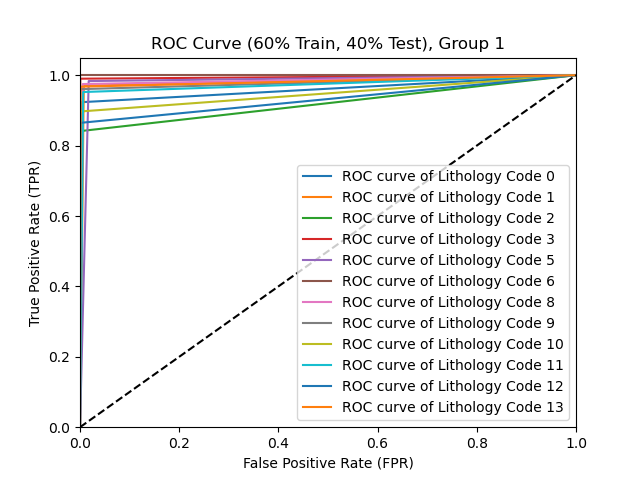 ROC Curve (60% Train, 40% Test), Group 1
True Positive Rate (TPR)
1.0
0.8
0.6
0.4
0.2
0.0
ROC curve of Lithology Code 0
ROC curve of Lithology Code 1
ROC curve of Lithology Code 2
ROC curve of Lithology Code 3
ROC curve of Lithology Code 5
ROC curve of Lithology Code 6
ROC curve of Lithology Code 8
ROC curve of Lithology Code 9
ROC curve of Lithology Code 10
ROC curve of Lithology Code 11
ROC curve of Lithology Code 12
ROC curve of Lithology Code 13
0.0 0.2 0.4 0.6 0.8 1.0
False Positive Rate (FPR)